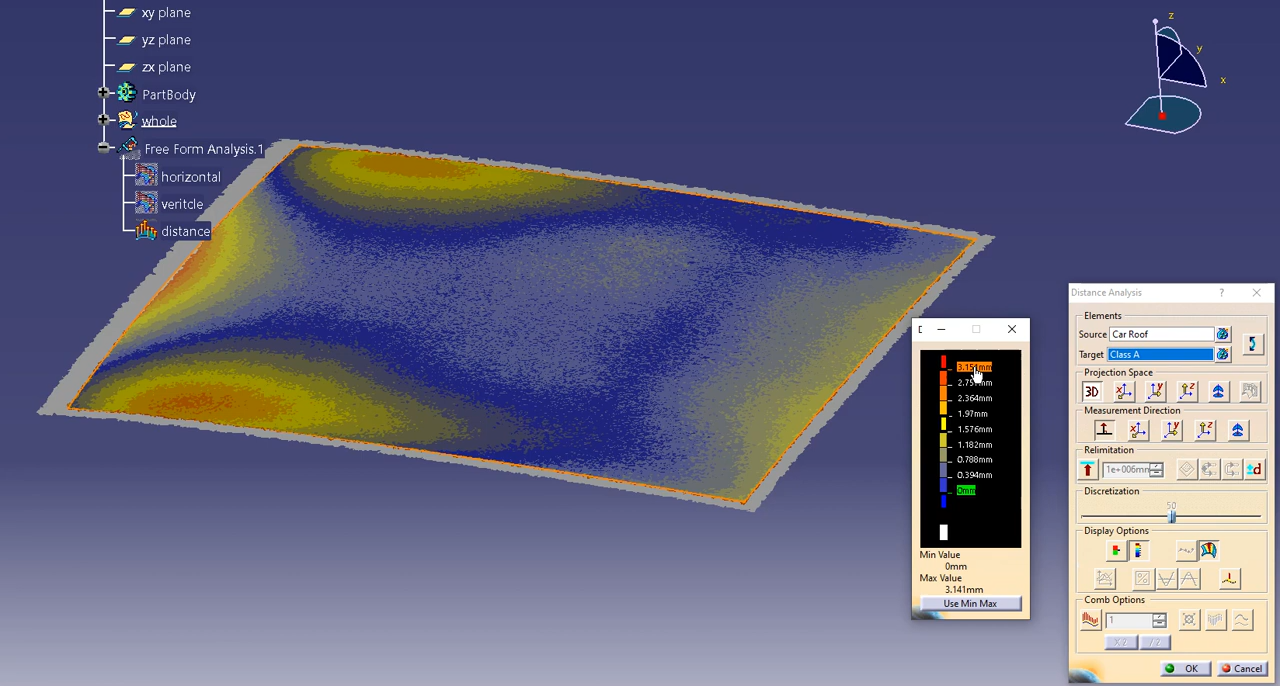 xy plane
yz plane
zx plane
PartBody
whole
Free Form Analysis.1
horizontal
veritcle
distance
z
y
x
Distance Analysis
?
Elements
Source Car Roof
Target Class A
Projection Space
3D
Measurement Direction
Relimitation
1e+006mm
Discretization
50
Display Options
Comb Options
1
OK
Cancel
2.364mm
1.97mm
1.576mm
1.182mm
0.788mm
0.394mm
0mm
Min Value
0mm
Max Value
3.141mm
Use Min Max